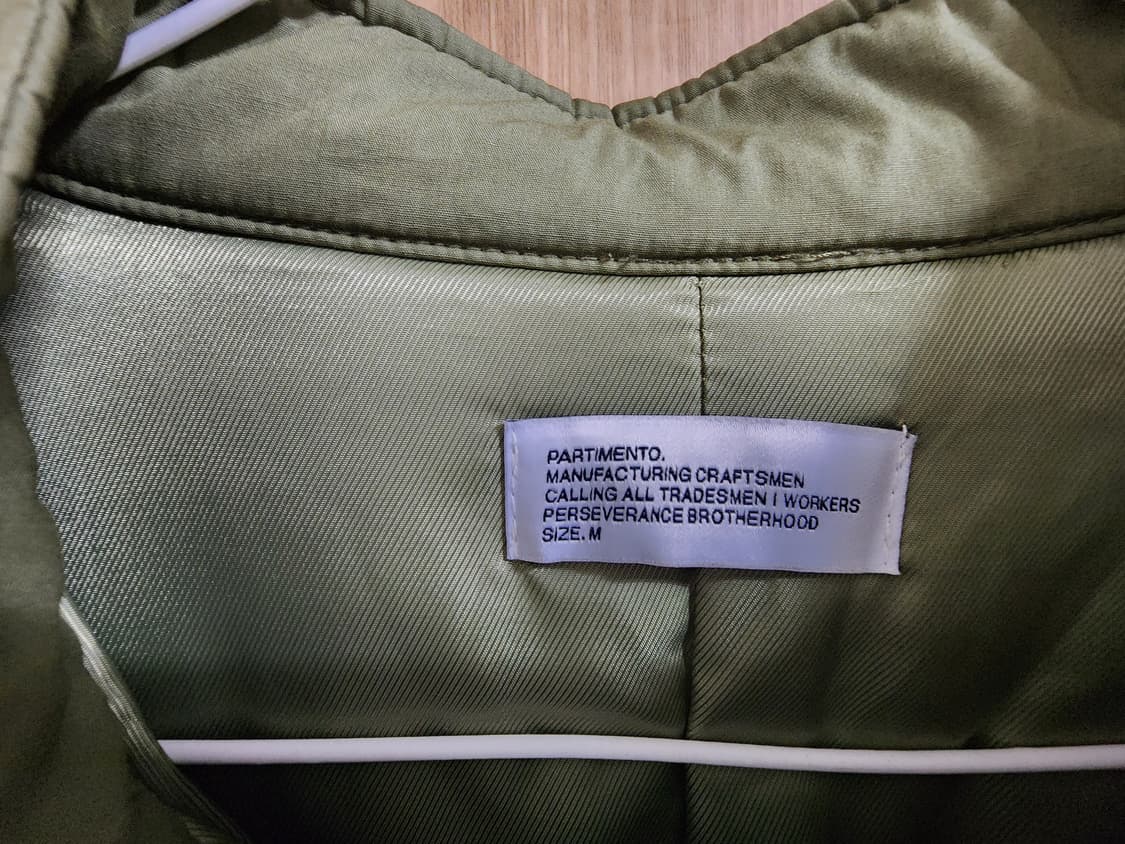 PARTIMENTO.
MANUFACTURING CRAFTSMEN
CALLING ALL TRADESMEN I WORKERS
PERSEVERANCE BROTHERHOOD
SIZE. M